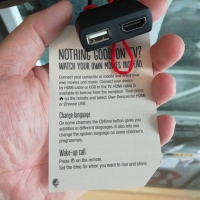 NOTHING GOOD ON TV?
WATCH YOUR OWN MOVIES INSTEAD.
Connect your computer or mobile and
own movies and music. Connect your device
by HDMI cable or USB to the TV. HDMI cable is
available to borrow from the reception. Then press
on the remote and select Own Devices for HDMI
or Browse USB.
Change language
On some channels the Options button gives you
subtitles in different languages. It also lets you
change the spoken language on some children's
programmes.
Wake-up call
Press on the remote.
Set the time for when you want to rise and shine.